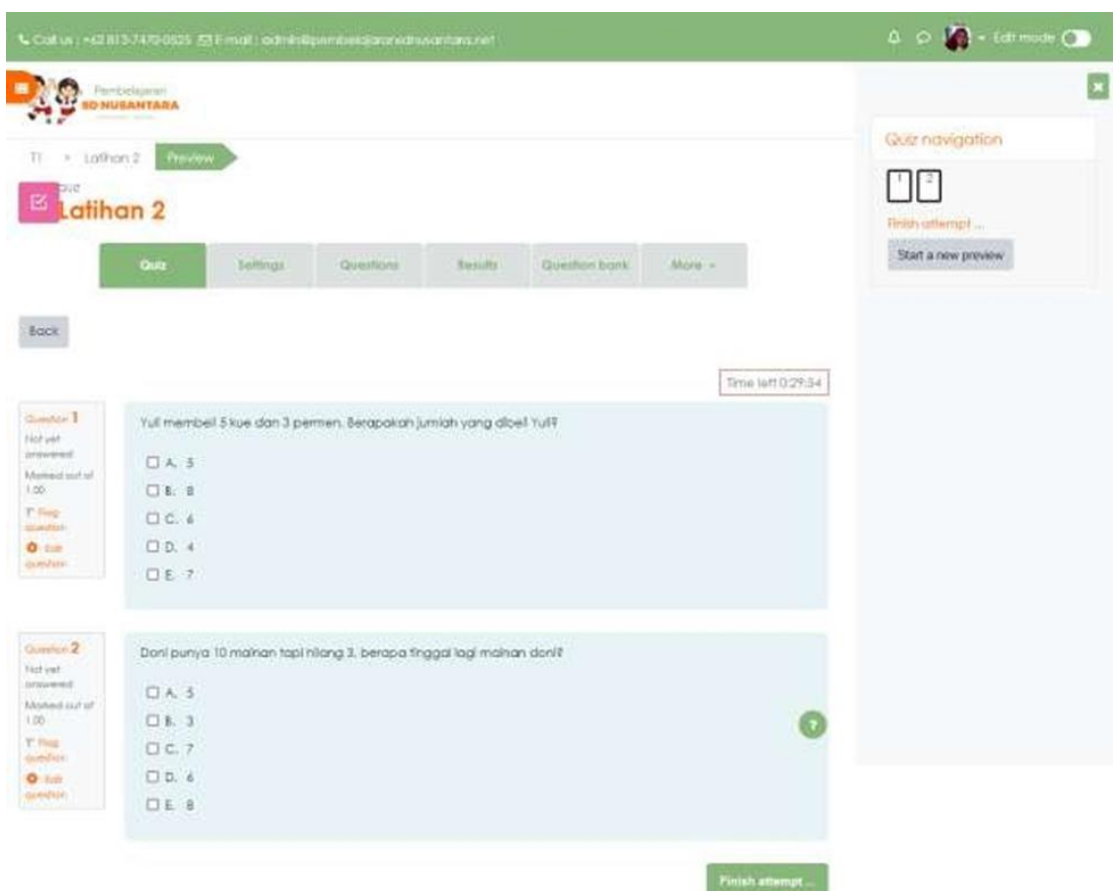 Call us : +62 813-7470-0525 E-mail : admin@pembelajaransdnusantara.net
Edit mode
Pembelajaran
SD NUSANTARA
T1 > Latihan 2 Preview
QUIZ
Latihan 2
Quiz Settings Questions Results Question bank More
Back
Time left 0:29:54
Question 1
Not yet
answered
Marked out of
1.00
Flag
question
Edit
question
Yuli membeli 5 kue dan 3 permen. Berapakah jumlah yang dibeli Yuli?
A. 5
B. 8
C. 6
D. 4
E. 7
Question 2
Not yet
answered
Marked out of
1.00
Flag
question
Edit
question
Doni punya 10 mainan tapi hilang 3, berapa tinggal lagi mainan doni?
A. 5
B. 3
C. 7
D. 6
E. 8
?
Finish attempt ...
Quiz navigation
1 2
Finish attempt ...
Start a new preview